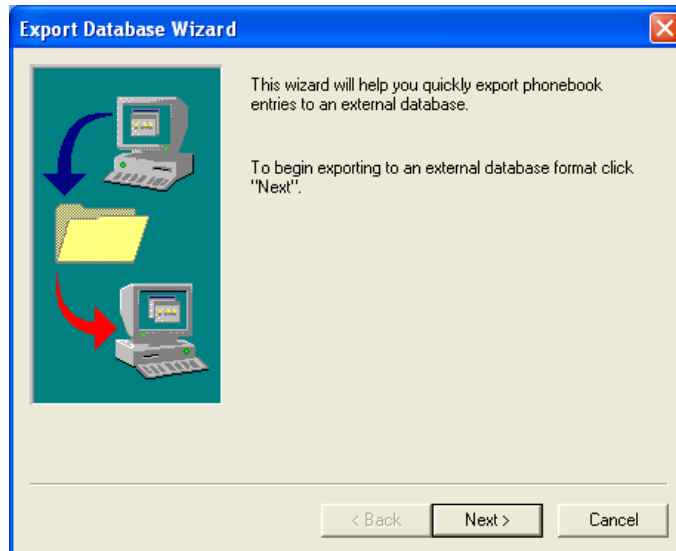 Export Database Wizard
This wizard will help you quickly export phonebook
entries to an external database.
To begin exporting to an external database format click
"Next".
< Back
Next >
Cancel